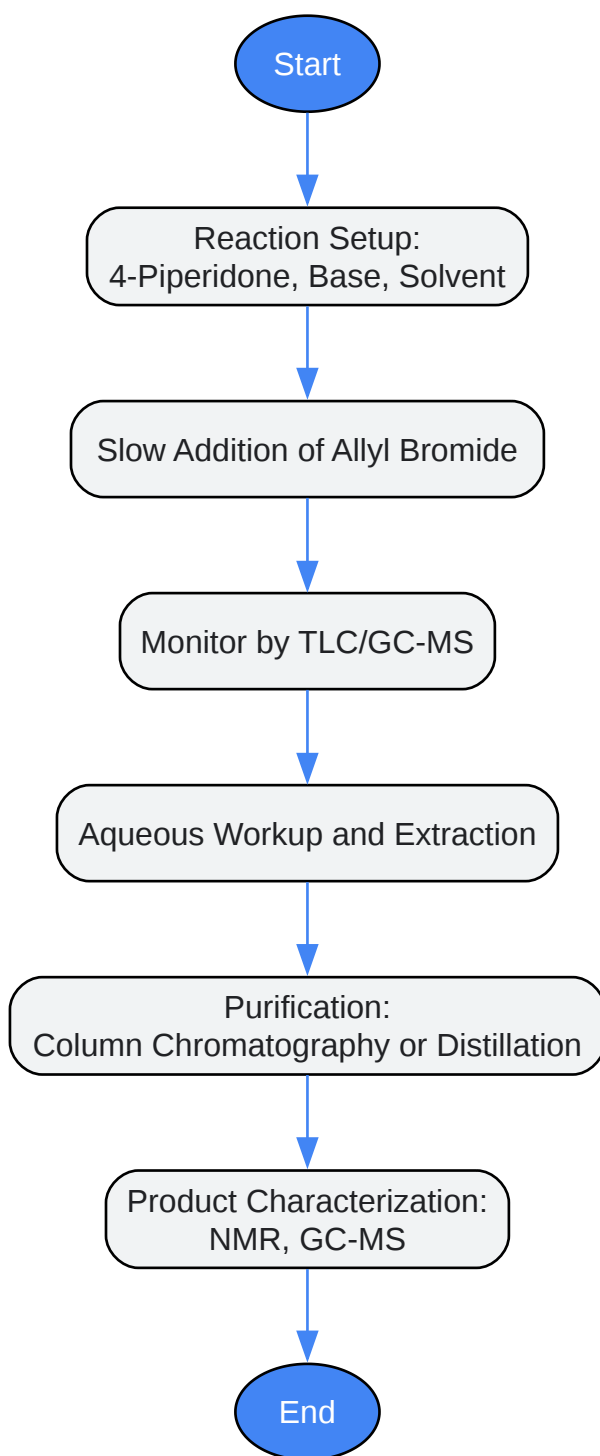 Start
Reaction Setup:
4-Piperidone, Base, Solvent
Slow Addition of Allyl Bromide
Monitor by TLC/GC-MS
Aqueous Workup and Extraction
Purification:
Column Chromatography or Distillation
Product Characterization:
NMR, GC-MS
End